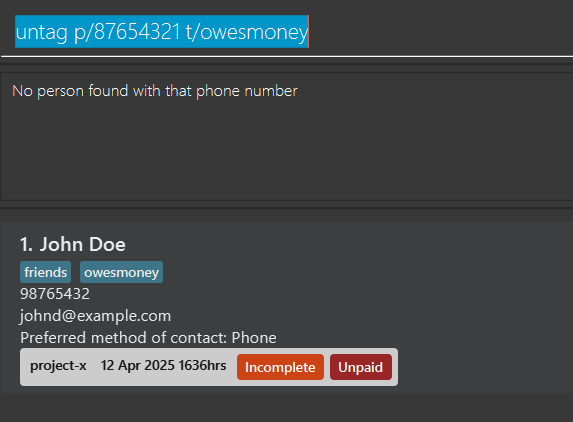 untag p/87654321 t/owesmoney
No person found with that phone number
1. John Doe
friends owesmoney
98765432
johnd@example.com
Preferred method of contact: Phone
project-x 12 Apr 2025 1636hrs Incomplete Unpaid